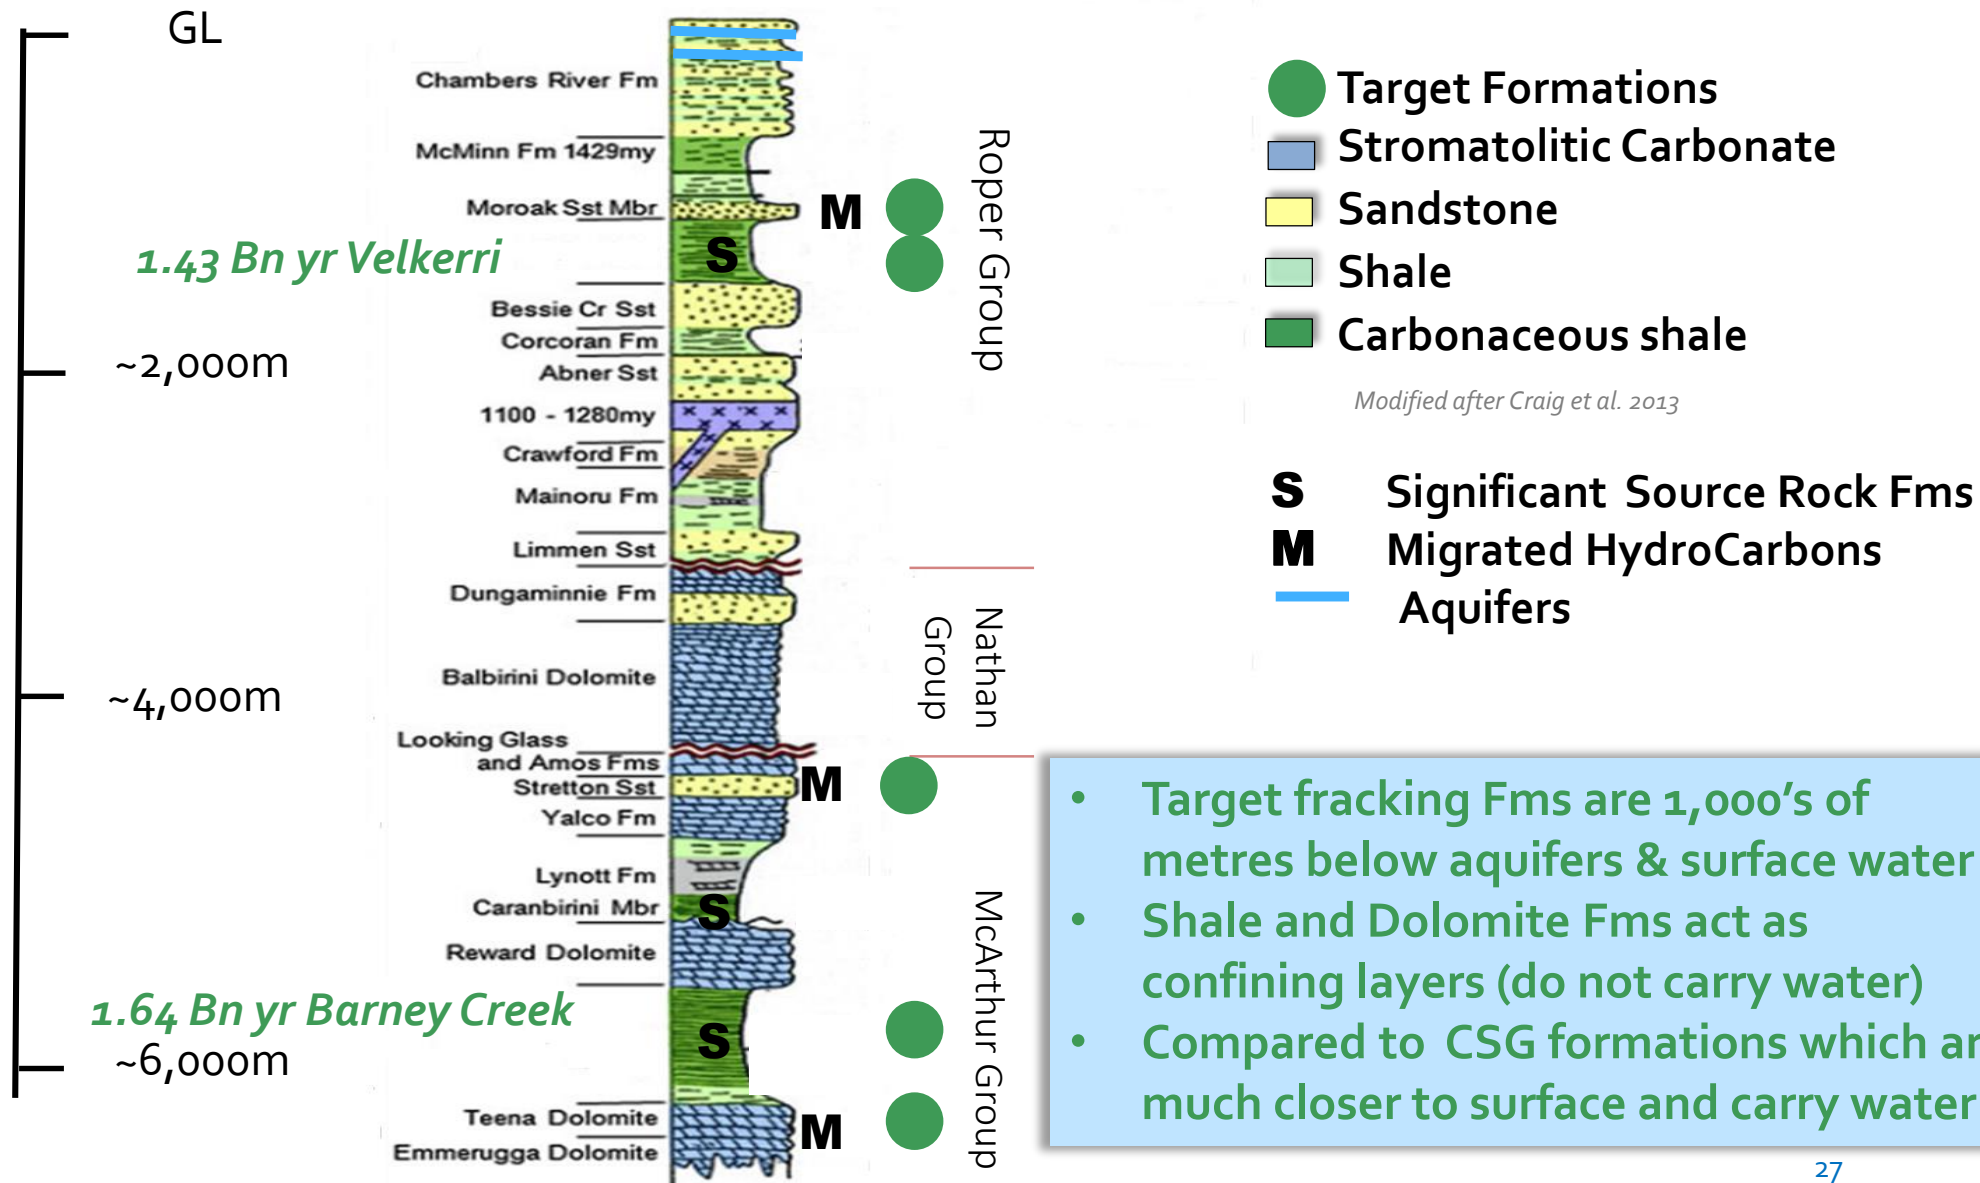 GL
~2,000m
~4,000m
~6,000m
Chambers River Fm
McMinn Fm 1429my
Moroak Sst Mbr
1.43 Bn yr Velkerri
Bessie Cr Sst
Corcoran Fm
Abner Sst
1100 - 1280my
Crawford Fm
Mainoru Fm
Limmen Sst
Dungaminnie Fm
Balbirini Dolomite
Looking Glass
and Amos Fms
Stretton Sst
Yalco Fm
Lynott Fm
Caranbirini Mbr
Reward Dolomite
1.64 Bn yr Barney Creek
Teena Dolomite
Emmerugga Dolomite
M
S
M
S
S
M
Roper Group
Nathan
Group
McArthur Group
Target Formations
Stromatolitic Carbonate
Sandstone
Shale
Carbonaceous shale
Modified after Craig et al. 2013
S Significant Source Rock Fms
M Migrated HydroCarbons
Aquifers
• Target fracking Fms are 1,000's of
metres below aquifers & surface water
• Shale and Dolomite Fms act as
confining layers (do not carry water)
• Compared to CSG formations which ar
much closer to surface and carry water
27